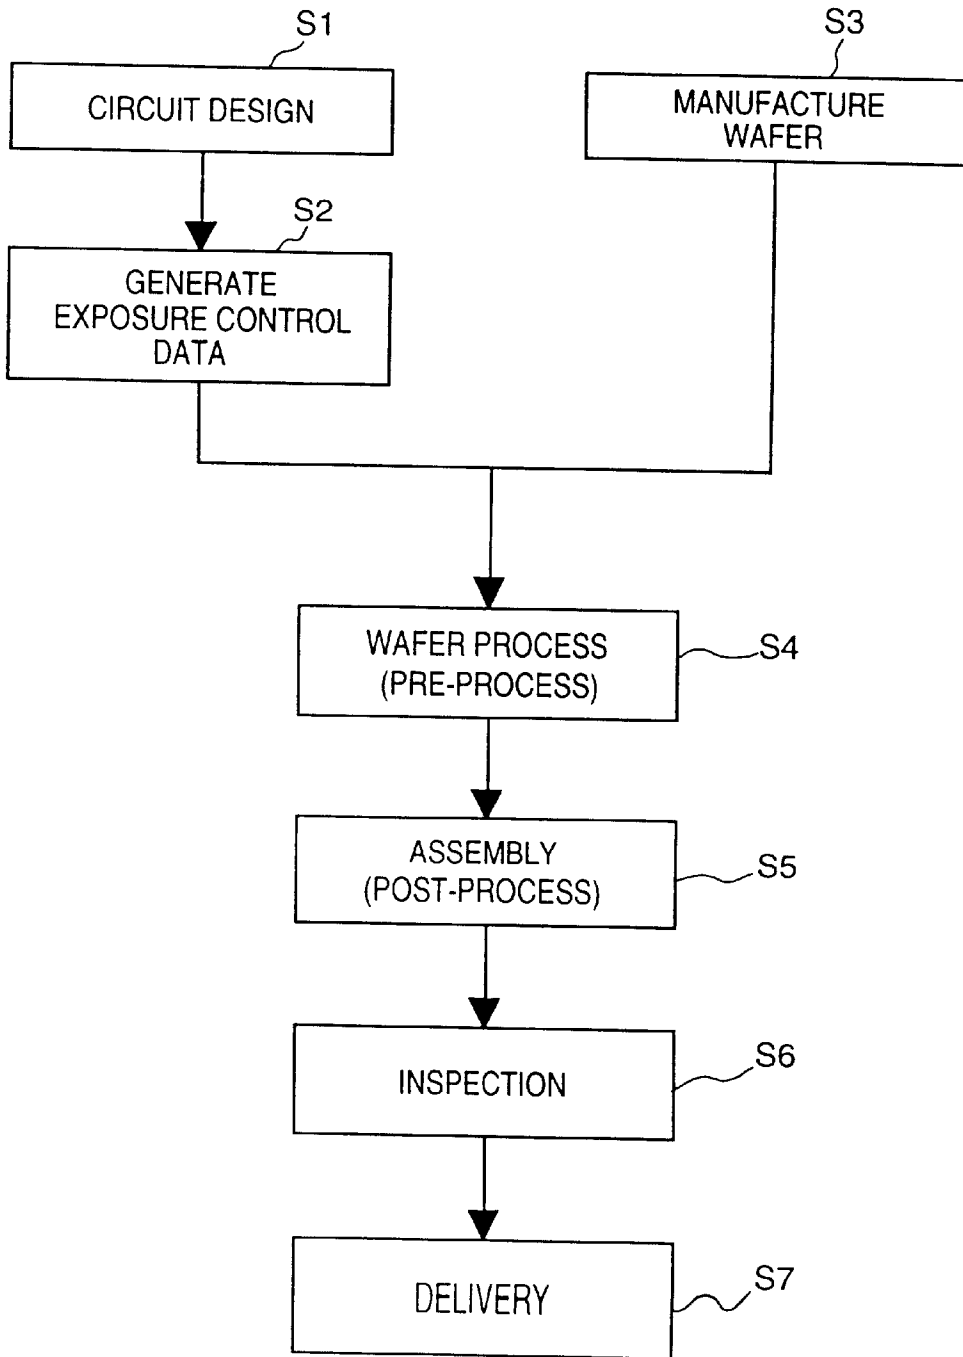 S1
CIRCUIT DESIGN
S3
MANUFACTURE
WAFER
S2
GENERATE
EXPOSURE CONTROL
DATA
WAFER PROCESS
(PRE-PROCESS)
S4
ASSEMBLY
(POST-PROCESS)
S5
INSPECTION
S6
DELIVERY
S7